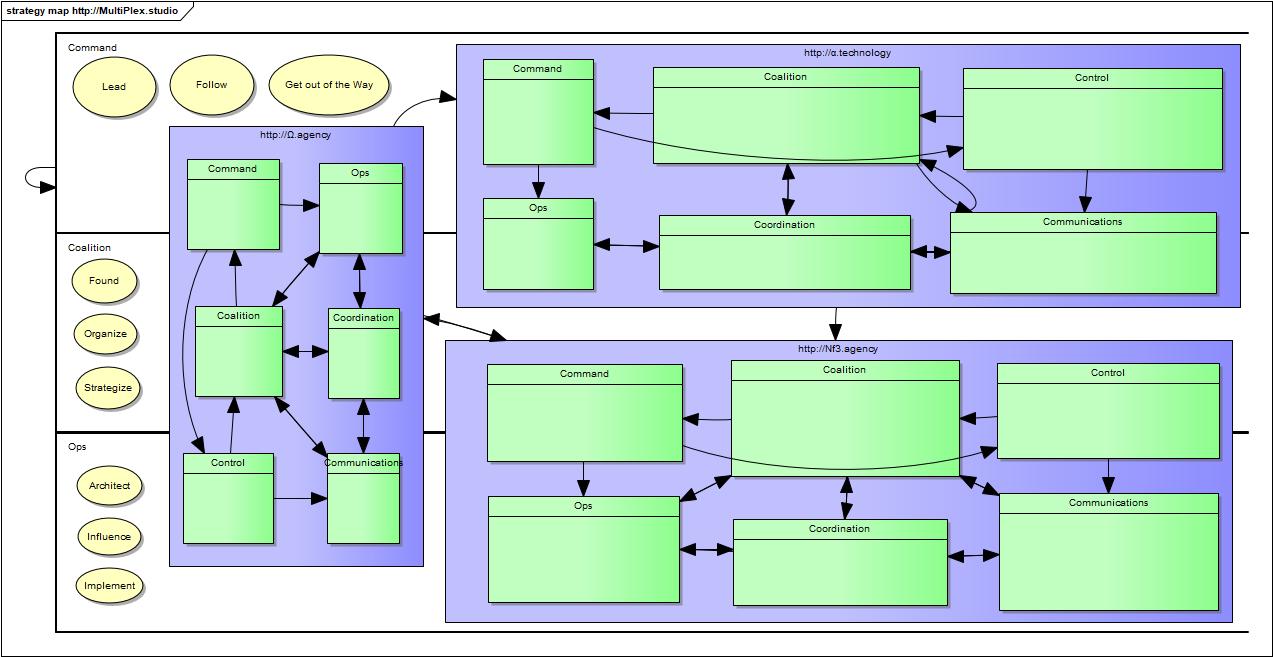 strategy map http://MultiPlex.studio
Command
Lead
Follow
Get out of the Way
Coalition
Found
Organize
Strategize
Ops
Architect
Influence
Implement
http://Ω.agency
Command
Ops
Coalition
Coordination
Control
Communications
http://α.technology
Command
Coalition
Control
Ops
Coordination
Communications
http://Nf3.agency
Command
Coalition
Control
Ops
Coordination
Communications